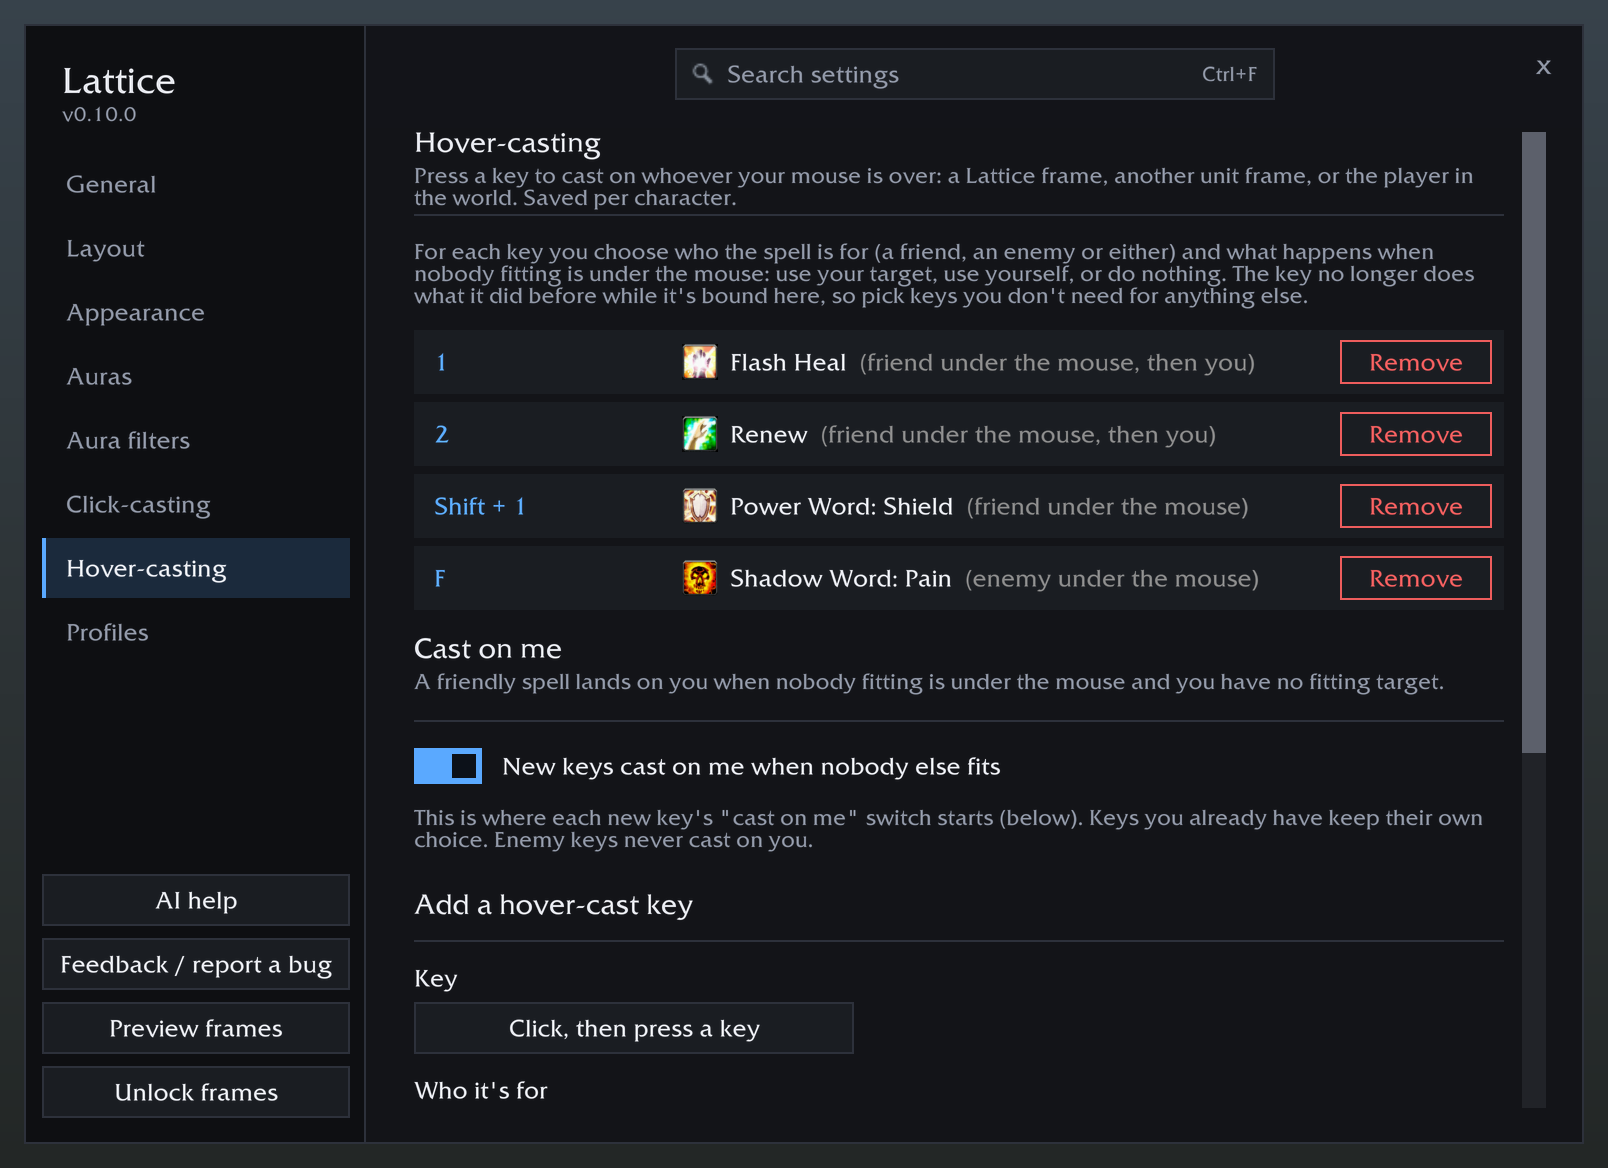 Lattice
v0.10.0
General
Layout
Appearance
Auras
Aura filters
Click-casting
Hover-casting
Profiles
AI help
Feedback / report a bug
Preview frames
Unlock frames
Search settings
Ctrl+F
x
Hover-casting
Press a key to cast on whoever your mouse is over: a Lattice frame, another unit frame, or the player in
the world. Saved per character.
For each key you choose who the spell is for (a friend, an enemy or either) and what happens when
nobody fitting is under the mouse: use your target, use yourself, or do nothing. The key no longer does
what it did before while it's bound here, so pick keys you don't need for anything else.
1 Flash Heal (friend under the mouse, then you) Remove
2 Renew (friend under the mouse, then you) Remove
Shift + 1 Power Word: Shield (friend under the mouse) Remove
F Shadow Word: Pain (enemy under the mouse) Remove
Cast on me
A friendly spell lands on you when nobody fitting is under the mouse and you have no fitting target.
New keys cast on me when nobody else fits
This is where each new key's "cast on me" switch starts (below). Keys you already have keep their own
choice. Enemy keys never cast on you.
Add a hover-cast key
Key
Click, then press a key
Who it's for